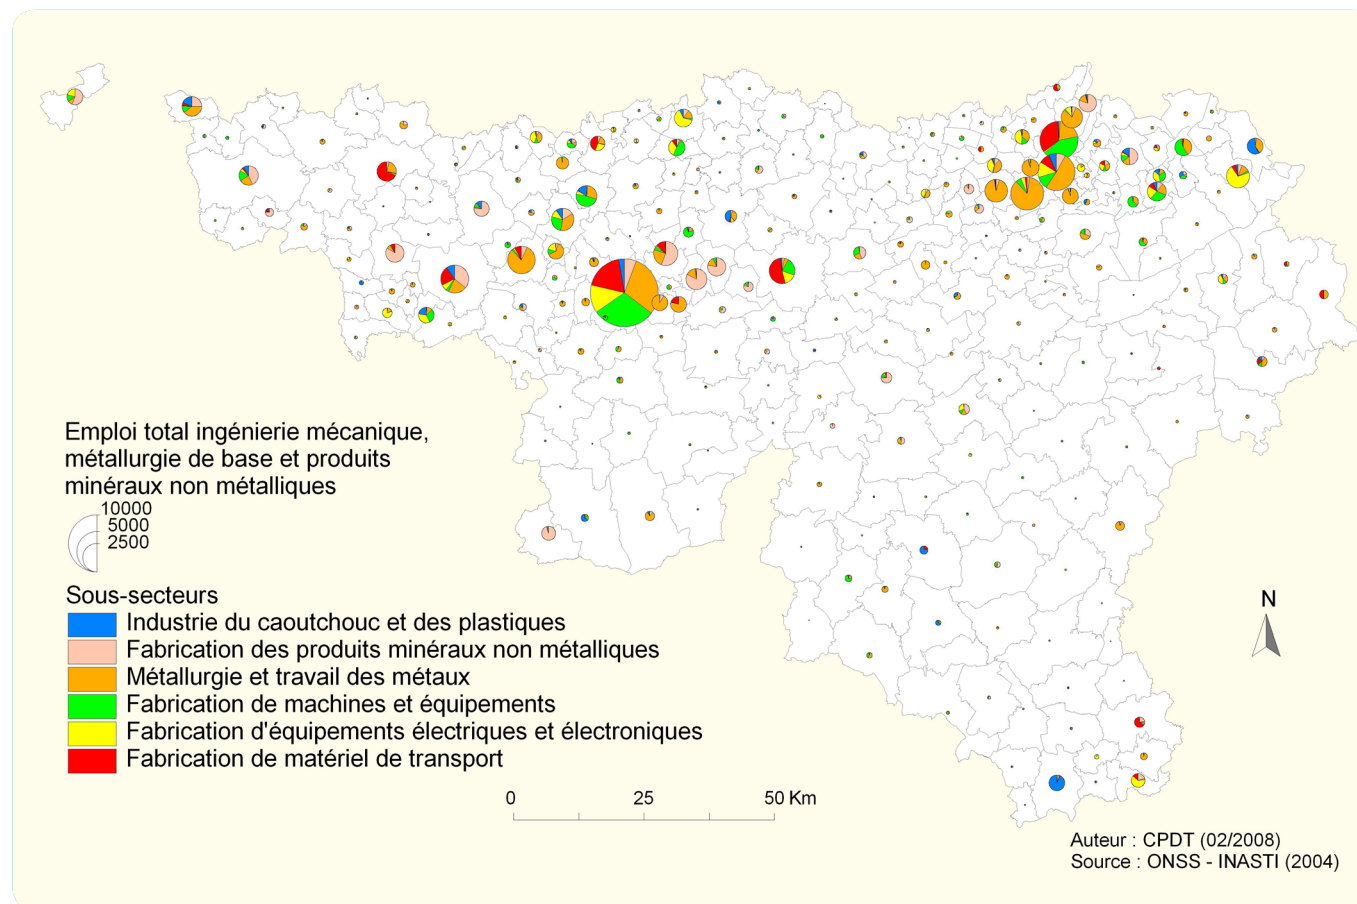 Emploi total ingénierie mécanique,
métallurgie de base et produits
minéraux non métalliques
10000
5000
2500
Sous-secteurs
Industrie du caoutchouc et des plastiques
Fabrication des produits minéraux non métalliques
Métallurgie et travail des métaux
Fabrication de machines et équipements
Fabrication d'équipements électriques et électroniques
Fabrication de matériel de transport
0 25 50 Km
N
Auteur : CPDT (02/2008)
Source : ONSS - INASTI (2004)